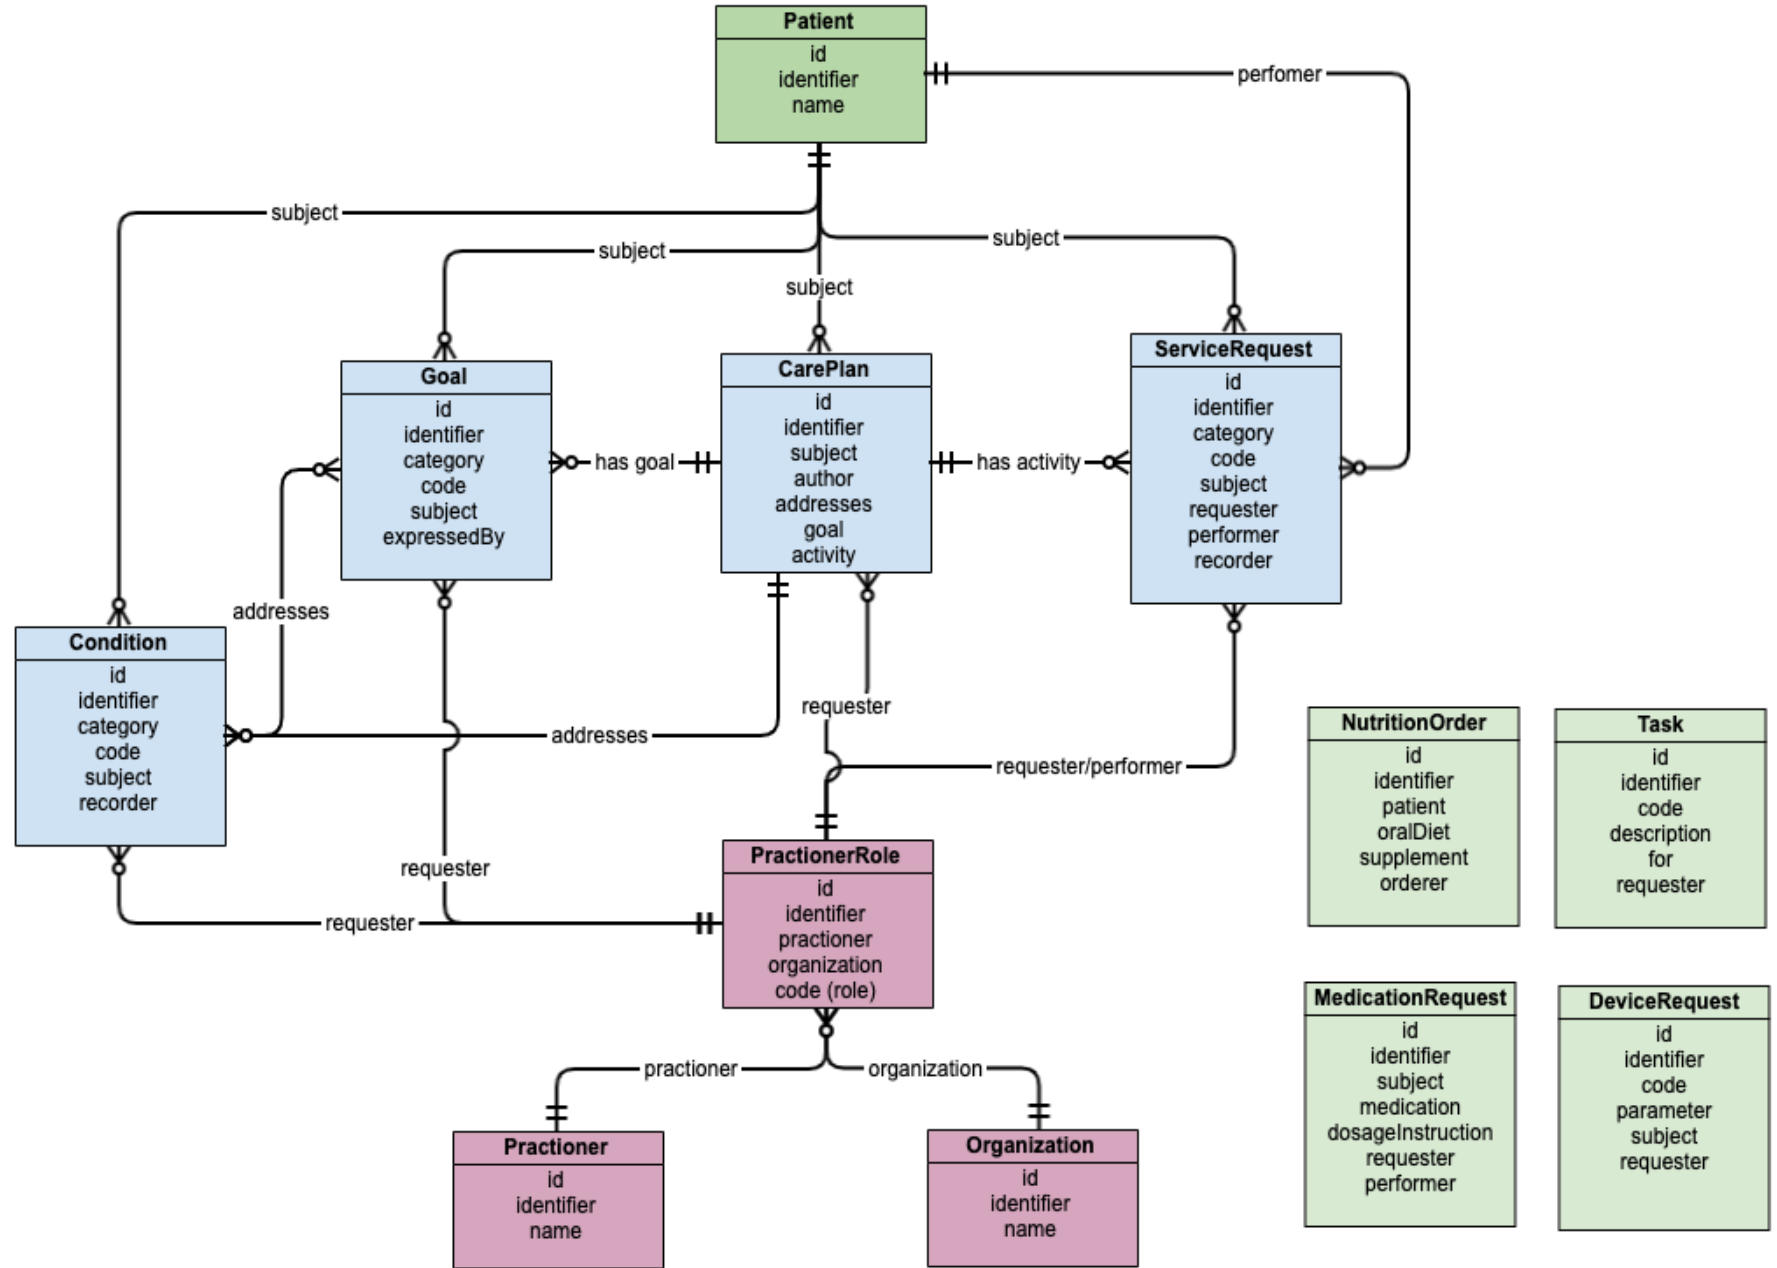 Patient
id
identifier
name
perfomer
subject
subject
subject
subject
Goal
id
identifier
category
code
subject
expressedBy
has goal
CarePlan
id
identifier
subject
author
addresses
goal
activity
has activity
ServiceRequest
id
identifier
category
code
subject
requester
performer
recorder
addresses
Condition
id
identifier
category
code
subject
recorder
addresses
requester
requester/performer
requester
requester
PractionerRole
id
identifier
practioner
organization
code (role)
practioner
organization
Practioner
id
identifier
name
Organization
id
identifier
name
NutritionOrder
id
identifier
patient
oralDiet
supplement
orderer
Task
id
identifier
code
description
for
requester
MedicationRequest
id
identifier
subject
medication
dosageInstruction
requester
performer
DeviceRequest
id
identifier
code
parameter
subject
requester